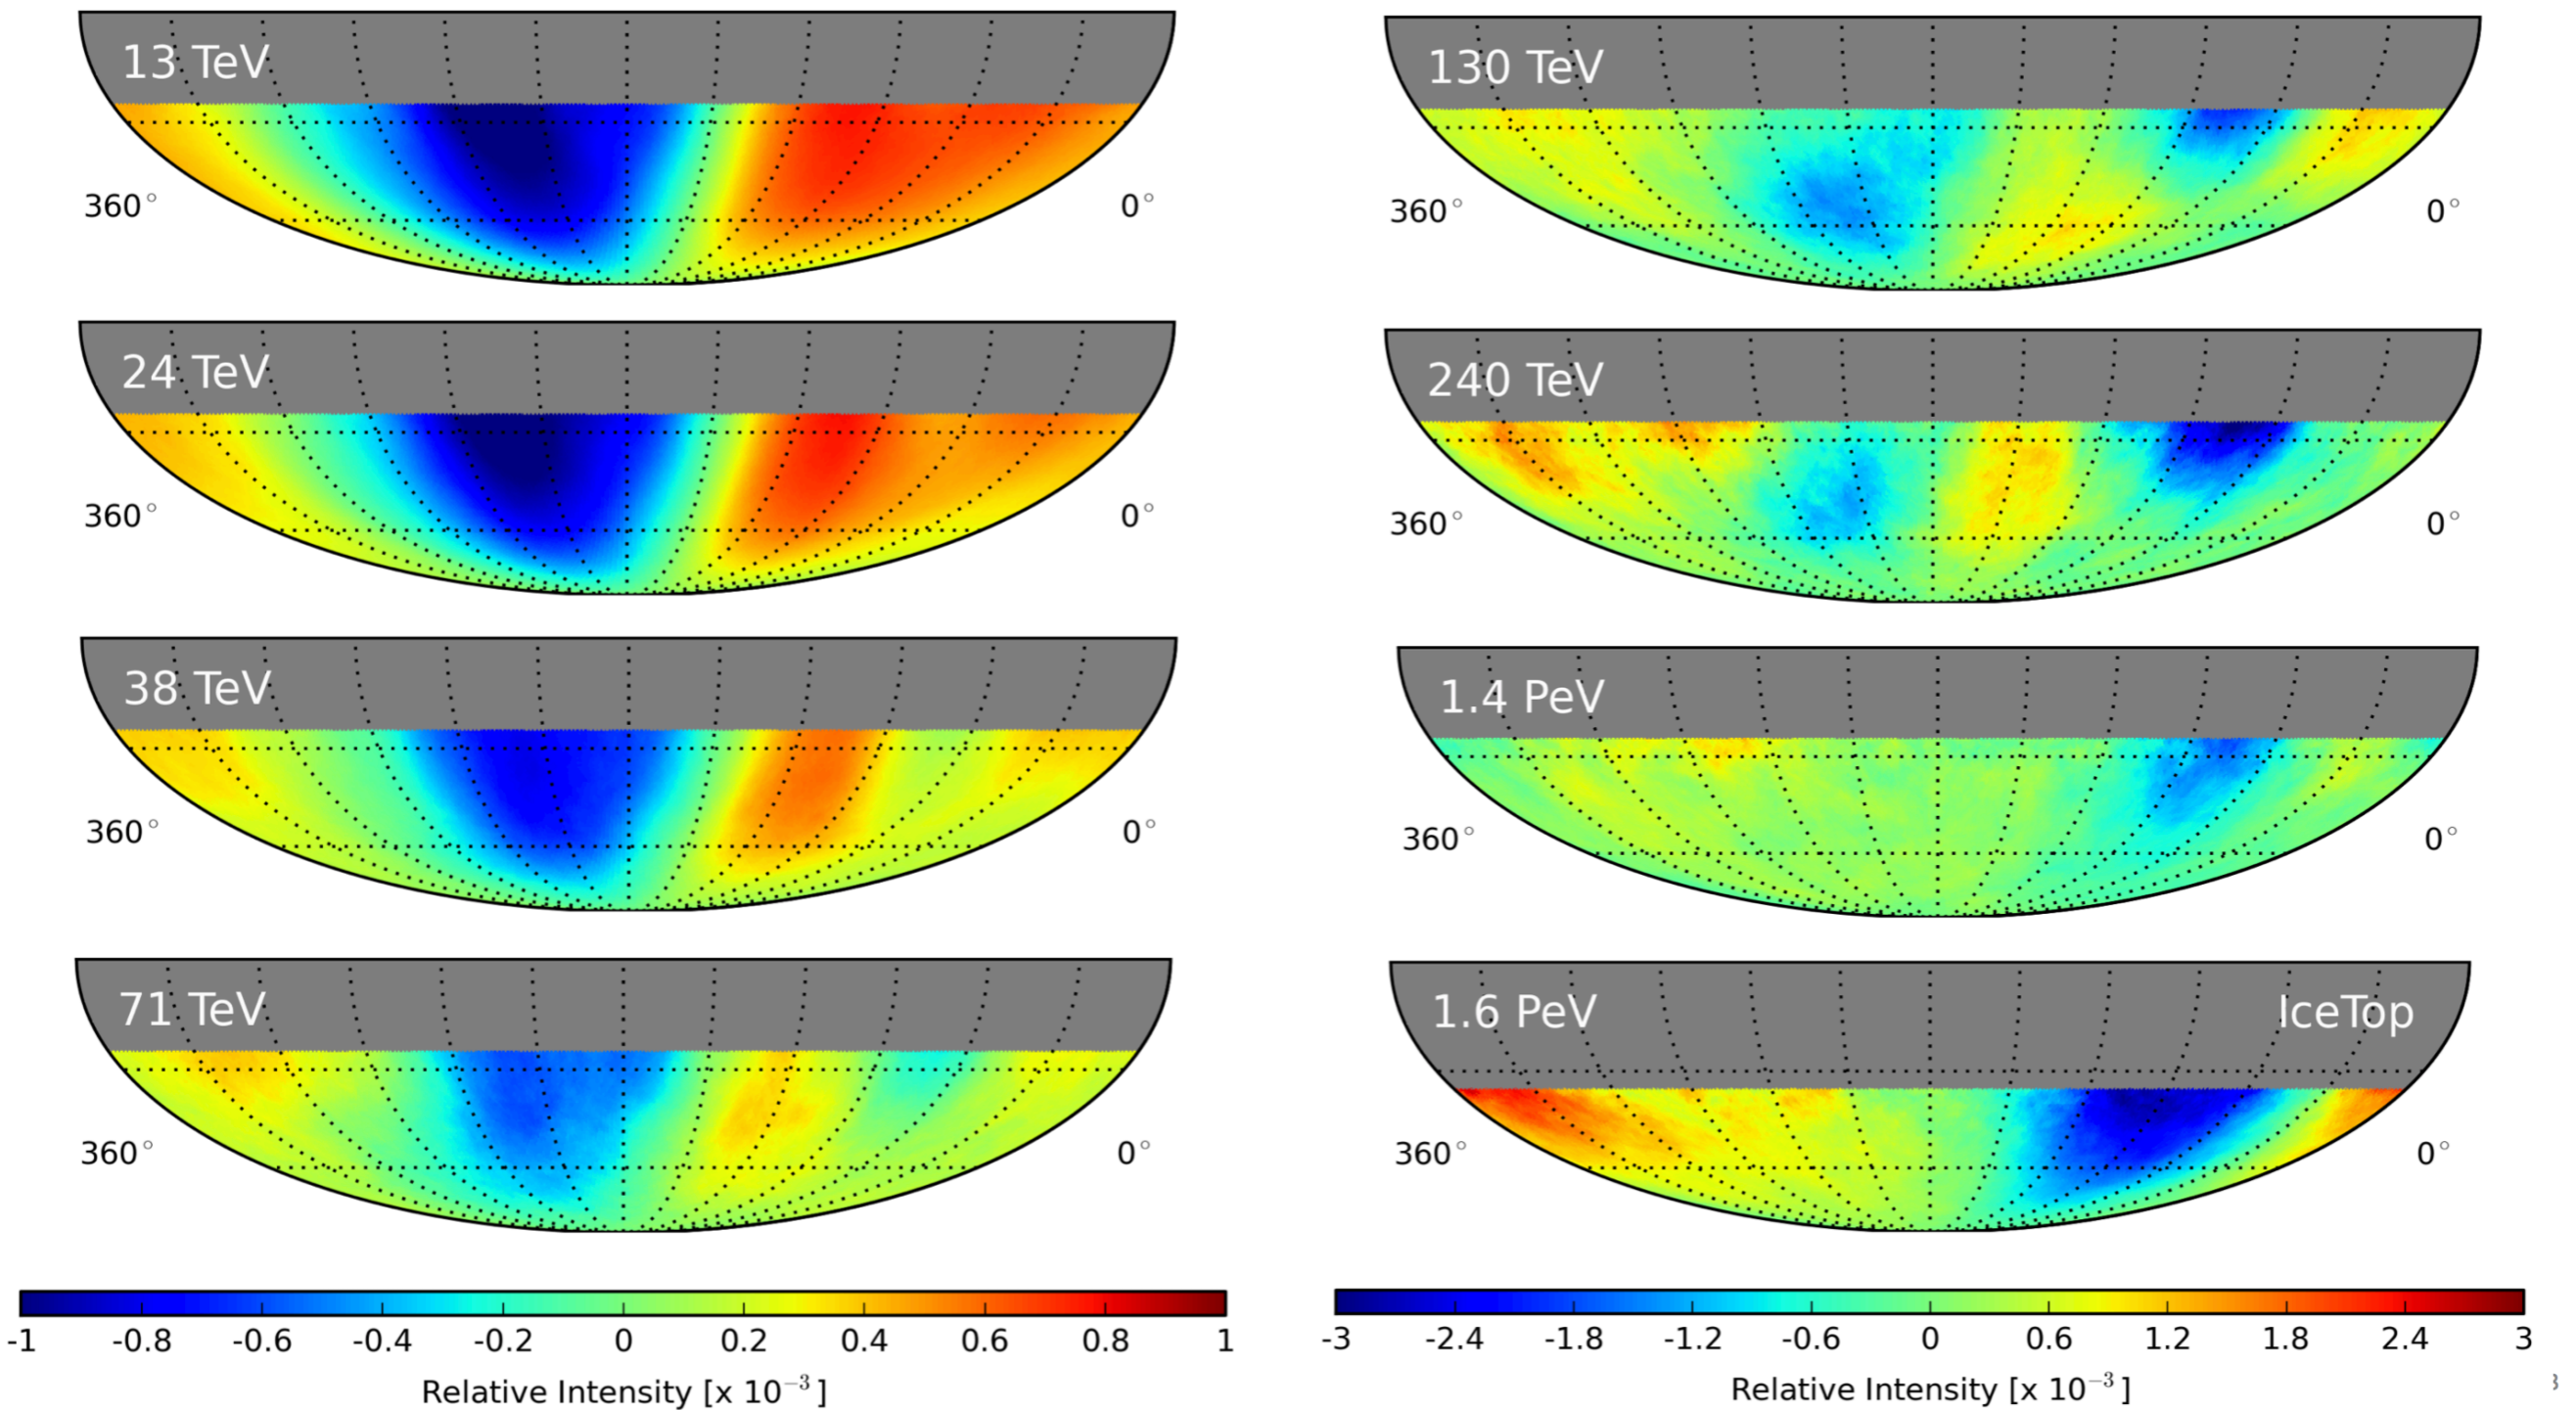 13 TeV
360° 0°
24 TeV
360° 0°
38 TeV
360° 0°
71 TeV
360° 0°
-1 -0.8 -0.6 -0.4 -0.2 0 0.2 0.4 0.6 0.8 1
Relative Intensity [x 10⁻³]
130 TeV
360° 0°
240 TeV
360° 0°
1.4 PeV
360° 0°
1.6 PeV IceTop
360° 0°
-3 -2.4 -1.8 -1.2 -0.6 0 0.6 1.2 1.8 2.4 3
Relative Intensity [x 10⁻³]